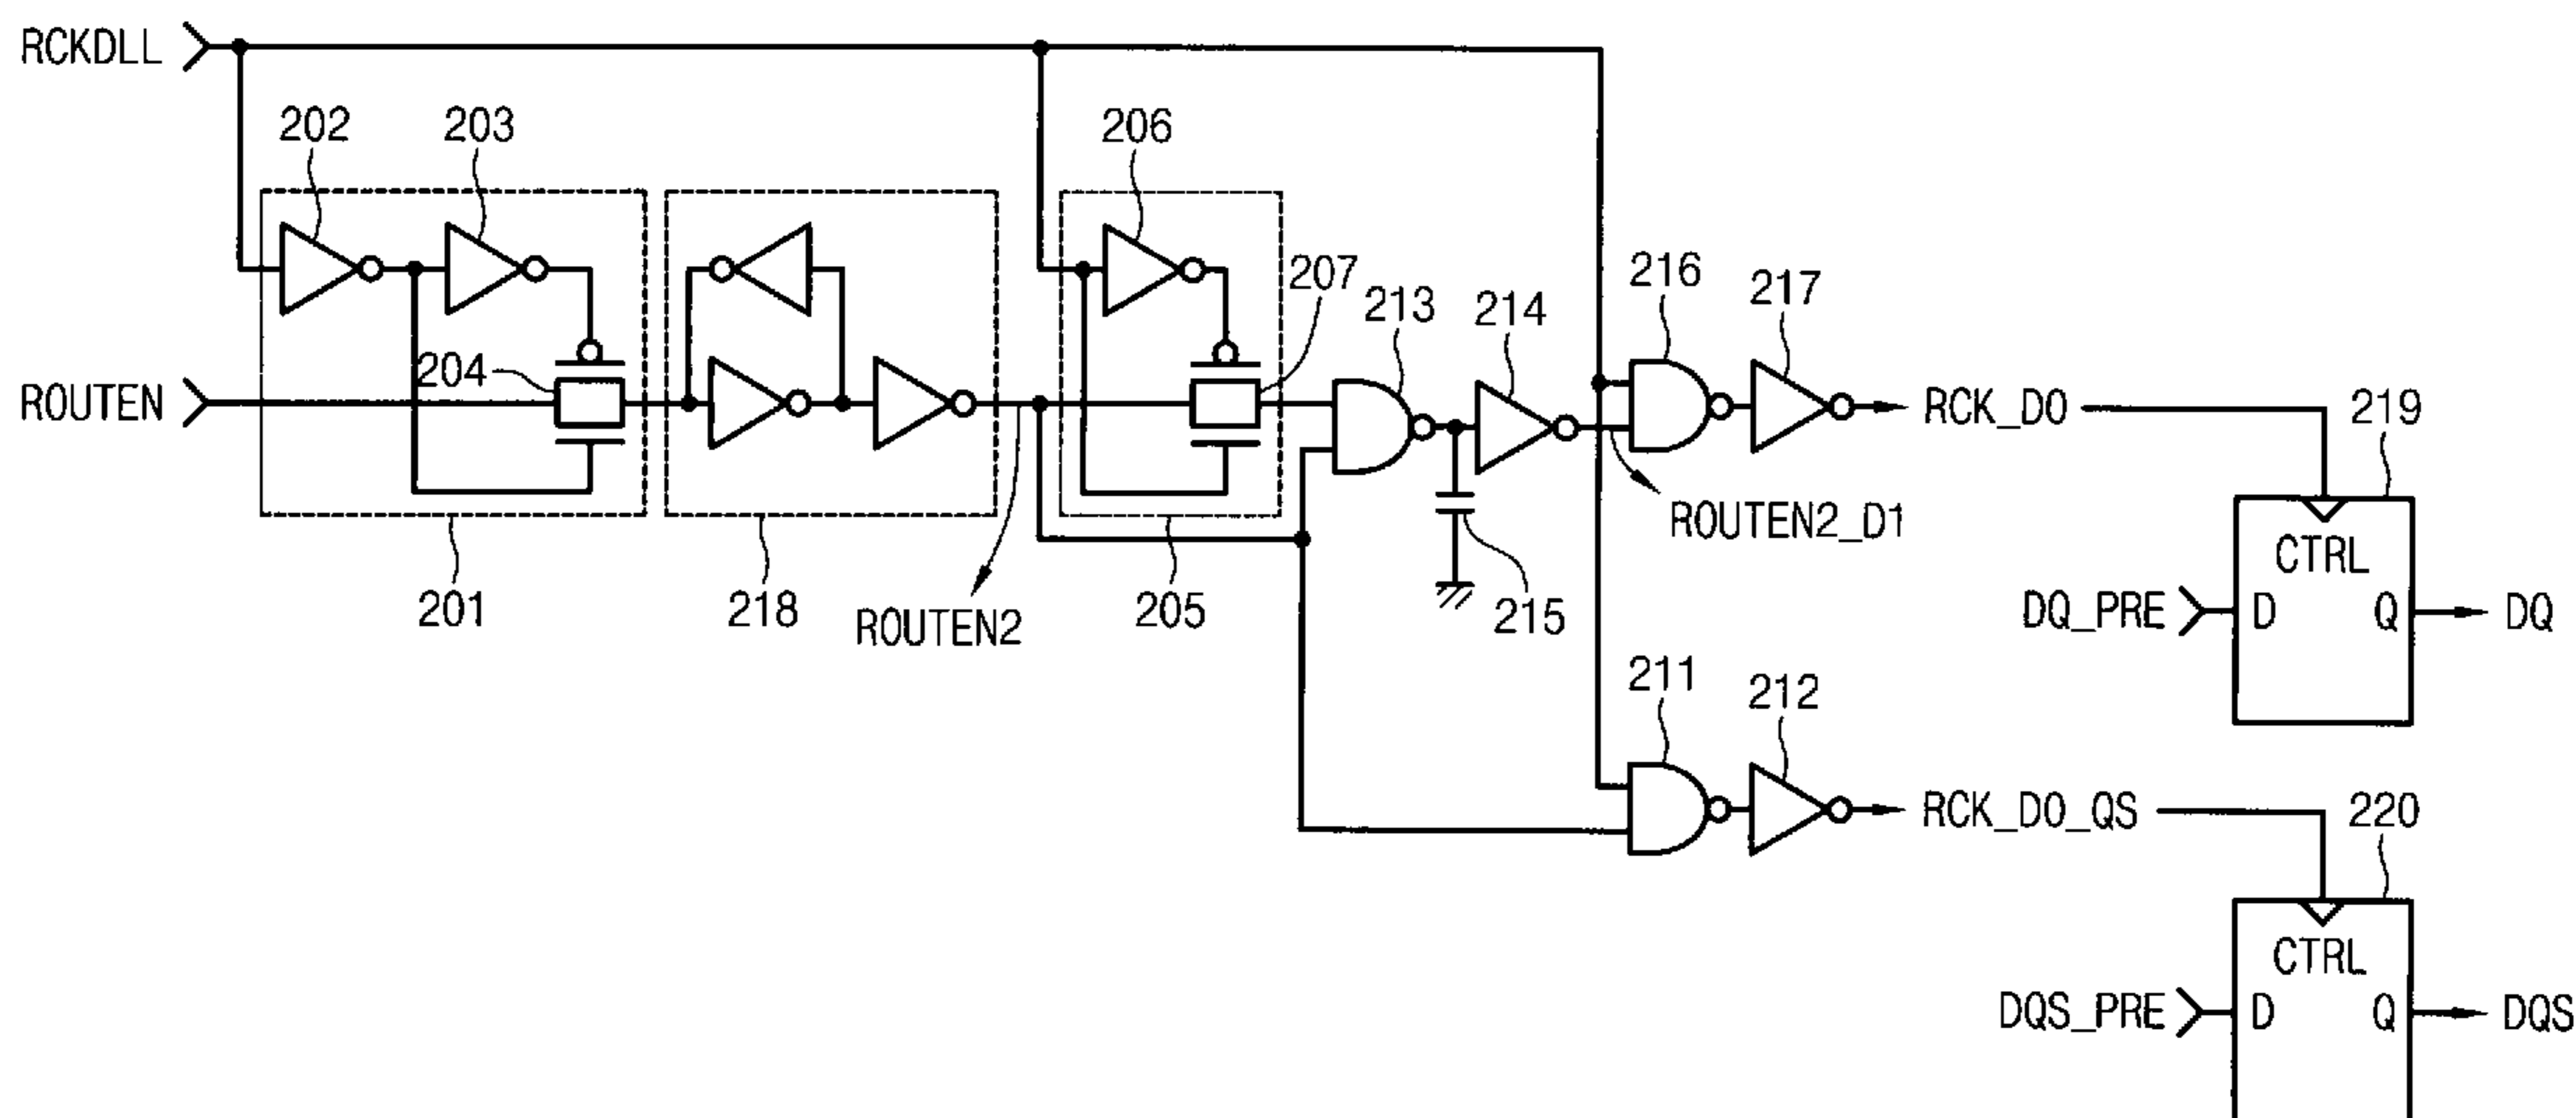 RCKDLL
202
203
206
207
216
217
213
214
204
ROUTEN
RCK_DO
219
CTRL
ROUTEN2_D1
201
218
ROUTEN2
205
215
DQ_PRE
D
Q
DQ
211
212
RCK_DO_QS
220
CTRL
DQS_PRE
D
Q
DQS